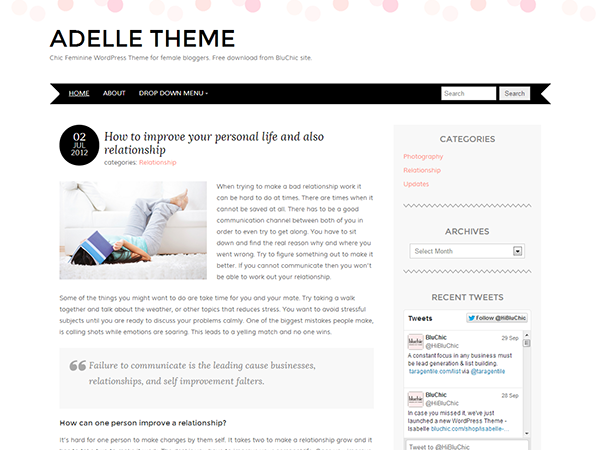 ADELLE THEME
Chic Feminine WordPress Theme for female bloggers. Free download from BluChic site.
HOME ABOUT DROP DOWN MENU
Search Search
02
JUL
2012
How to improve your personal life and also
relationship
categories: Relationship
When trying to make a bad relationship work it
can be hard to do at times. There are times when it
cannot be saved at all. There has to be a good
communication channel between both of you in
order to even try to get along. You have to sit
down and find the real reason why and where you
went wrong. Try to figure something out to make it
better. If you cannot communicate then you won't
be able to work out your relationship.
Some of the things you might want to do are take time for you and your mate. Try taking a walk
together and talk about the weather, or other topics that reduces stress. You want to avoid stressful
subjects until you are ready to discuss your problems calmly. One of the biggest mistakes people make,
is calling shots while emotions are soaring. This leads to a yelling match and no one wins.
Failure to communicate is the leading cause businesses,
relationships, and self improvement falters.
How can one person improve a relationship?
It's hard for one person to make changes by them self. It takes two to make a relationship grow and it
CATEGORIES
Photography
Relationship
Updates
ARCHIVES
Select Month
RECENT TWEETS
Tweets Follow @HiBluChic
BluChic 29 Sep
@HiBluChic
A constant focus in any business must
be lead generation & list building.
taragentile.com/list via @taragentile
BluChic 28 Sep
@HiBluChic
In case you missed it, we've just
launched a new WordPress Theme -
Isabelle bluchic.com/shop/isabelle-...
Tweet to @HiBluChic